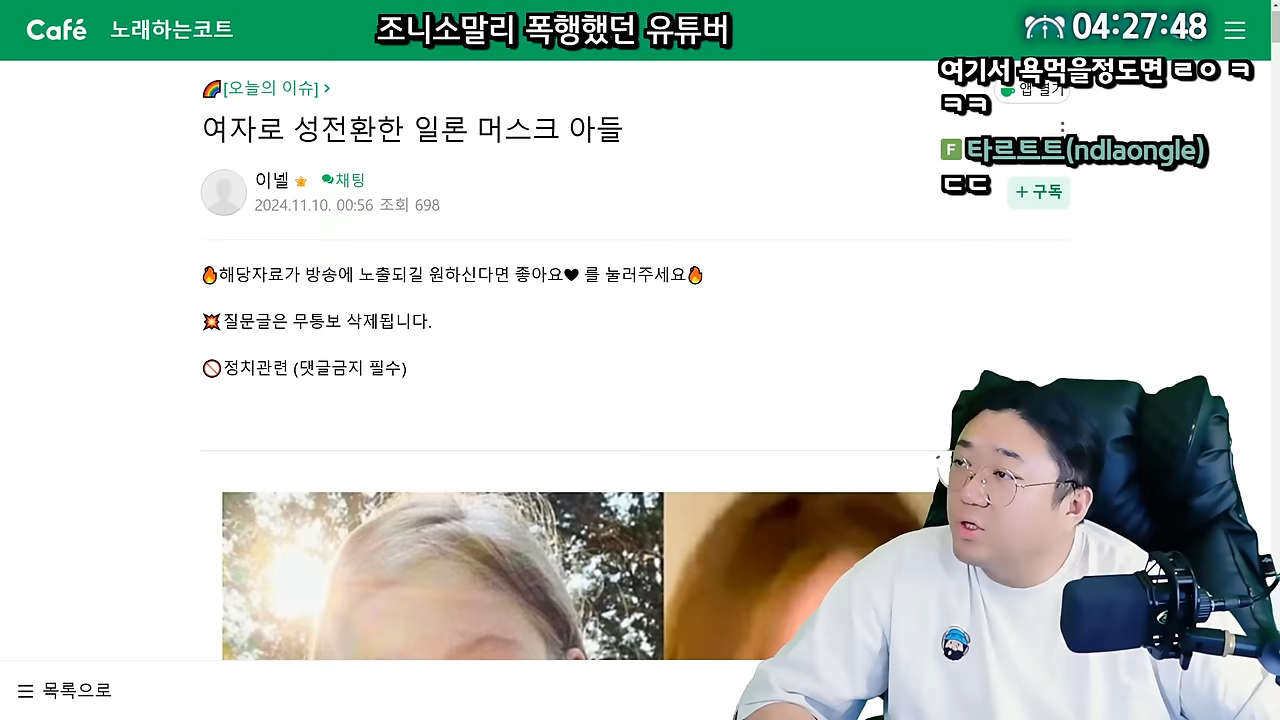 Café 노래하는코트
조니소말리 폭행했던 유튜버
04:27:48
여기서 욕먹을정도면 ㄹㅇ ㅋ
ㅋㅋ
앱 열기
F 타르트트(ndlaongle)
ㄷㄷ
[오늘의 이슈] >
여자로 성전환한 일론 머스크 아들
이넬 채팅
2024.11.10. 00:56 조회 698
+ 구독
해당자료가 방송에 노출되길 원하신다면 좋아요🖤 를 눌러주세요🔥
질문글은 무통보 삭제됩니다.
정치관련 (댓글금지 필수)
목록으로